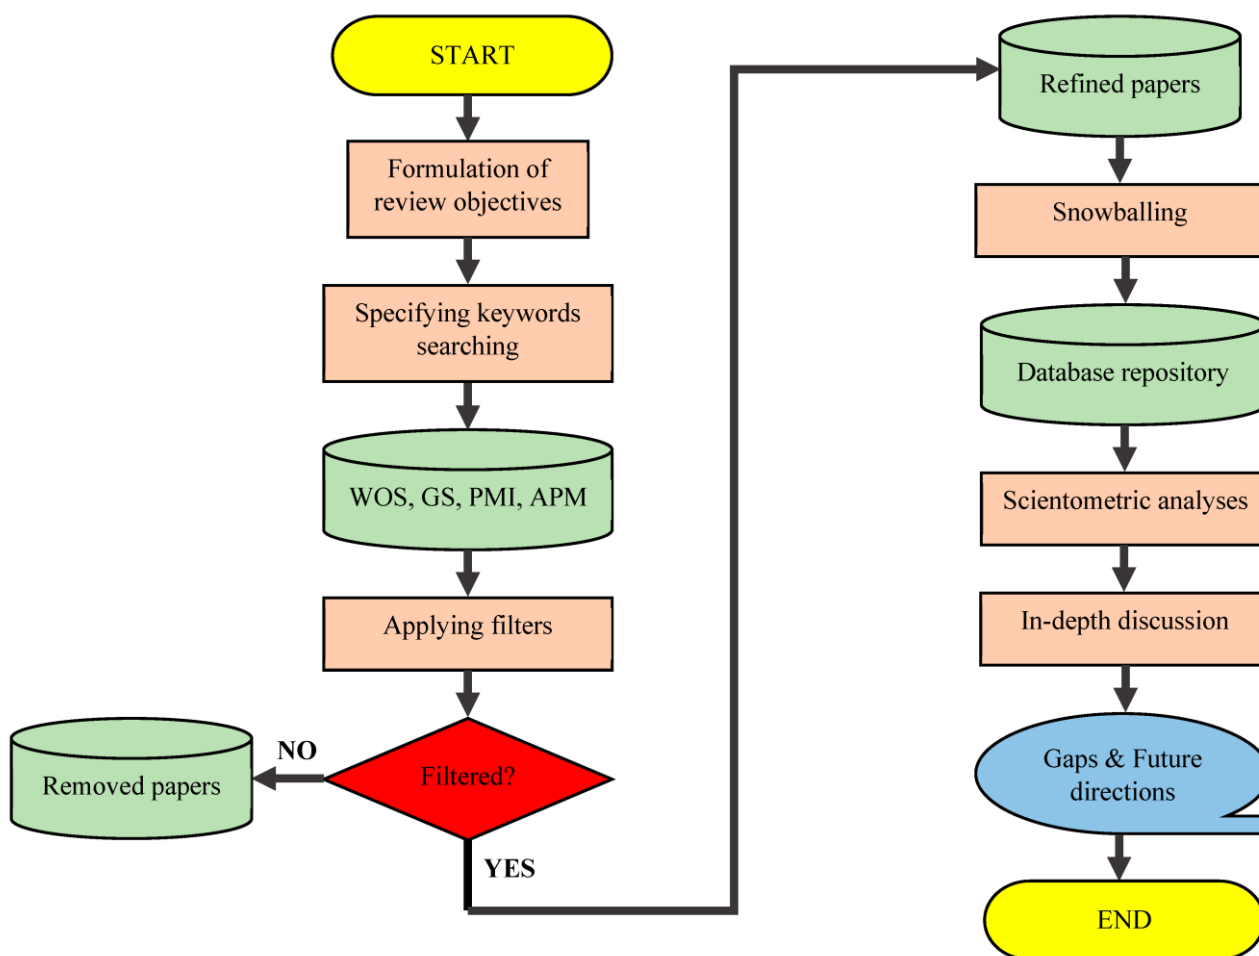 START
Formulation of
review objectives
Specifying keywords
searching
WOS, GS, PMI, APM
Applying filters
Filtered?
NO
Removed papers
YES
Refined papers
Snowballing
Database repository
Scientometric analyses
In-depth discussion
Gaps & Future
directions
END